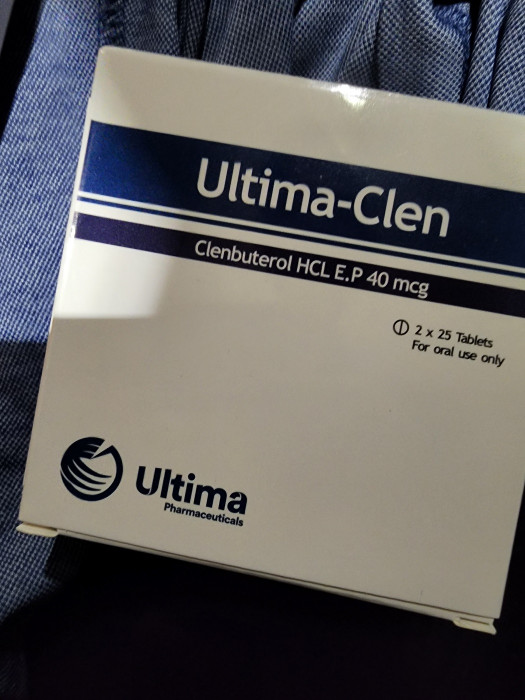 Ultima-Clen
Clenbuterol HCL E.P 40 mcg
2 x 25 Tablets
For oral use only
Ultima
Pharmaceuticals